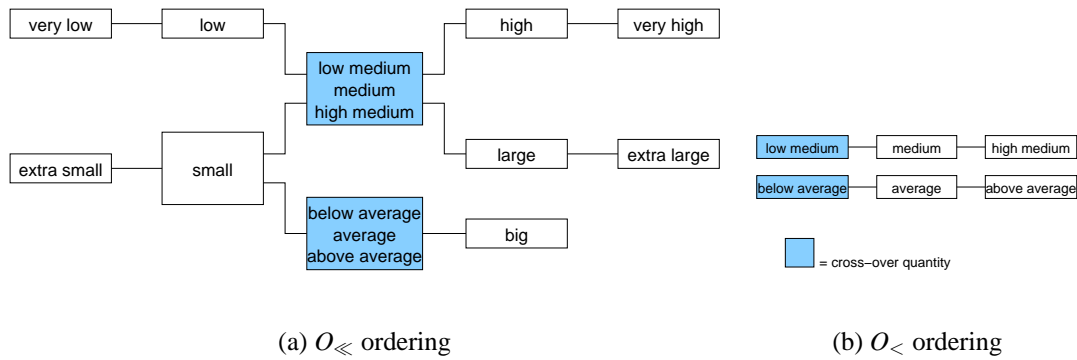 very low
low
high
very high
low medium
medium
high medium
extra small
small
large
extra large
below average
average
above average
big
(a) O≪ ordering
low medium
medium
high medium
below average
average
above average
= cross−over quantity
(b) O< ordering